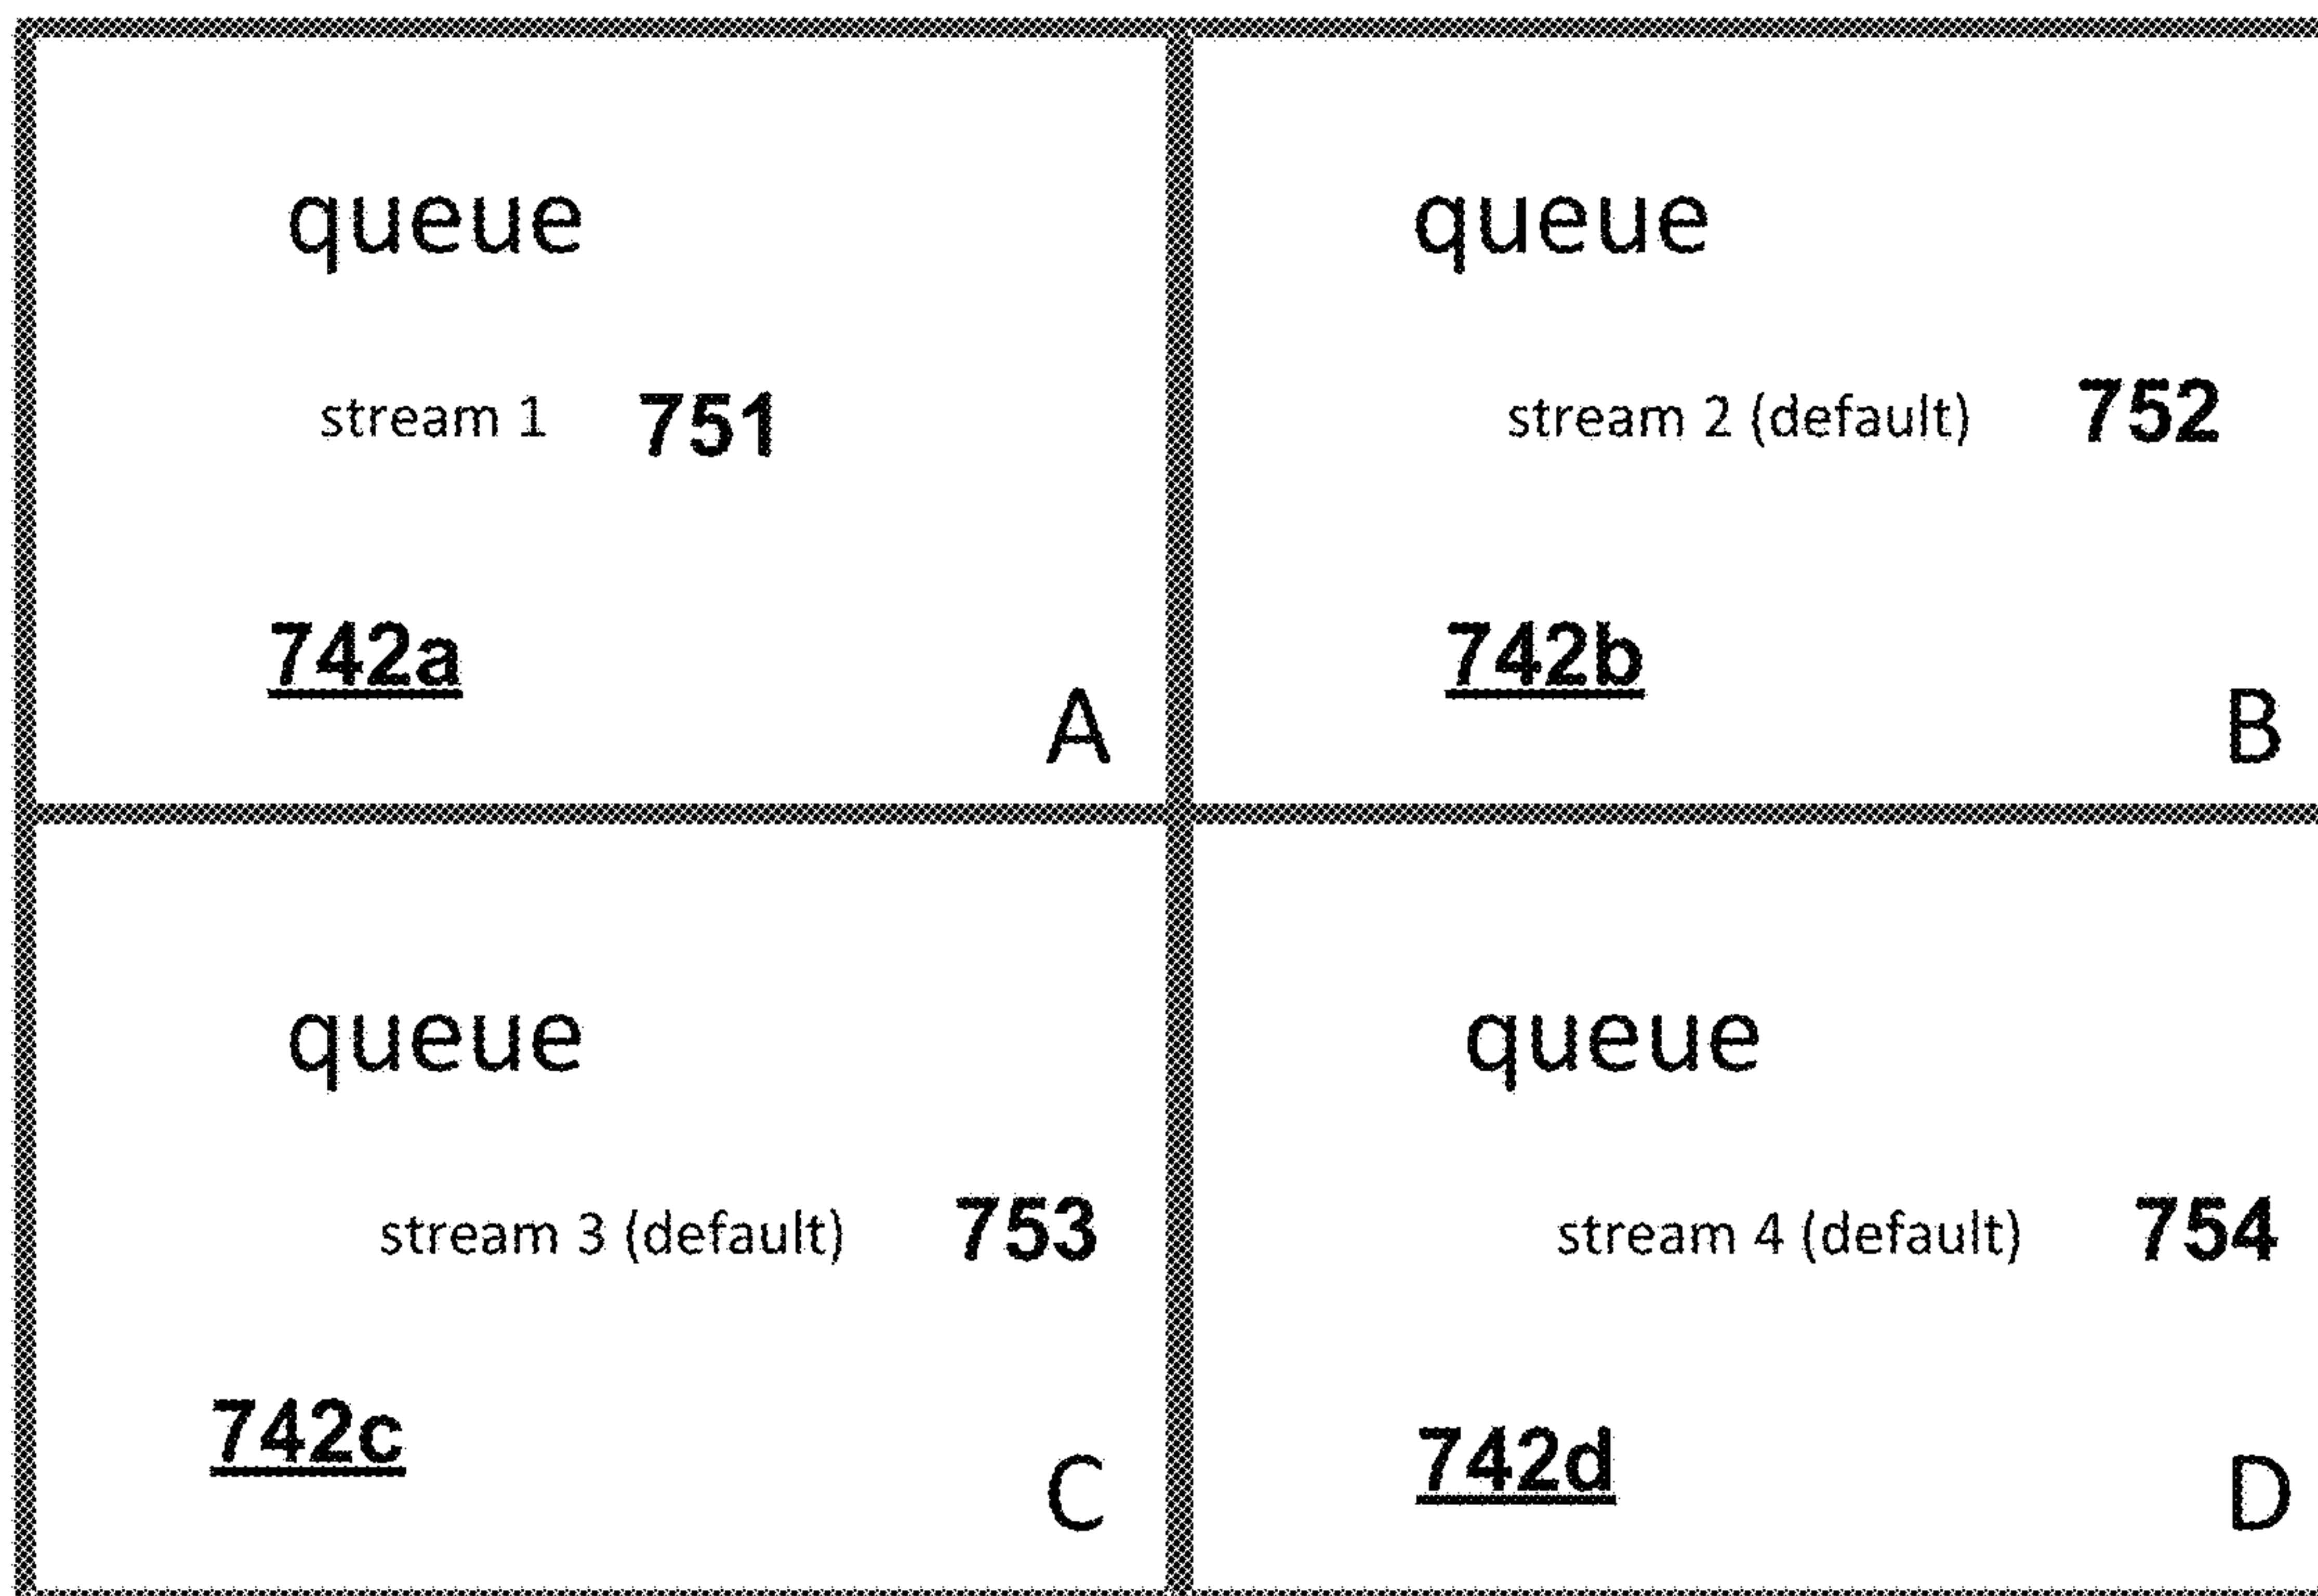 queue
stream 1 751
742a
A
queue
stream 2 (default) 752
742b
B
queue
stream 3 (default) 753
742c
C
queue
stream 4 (default) 754
742d
D